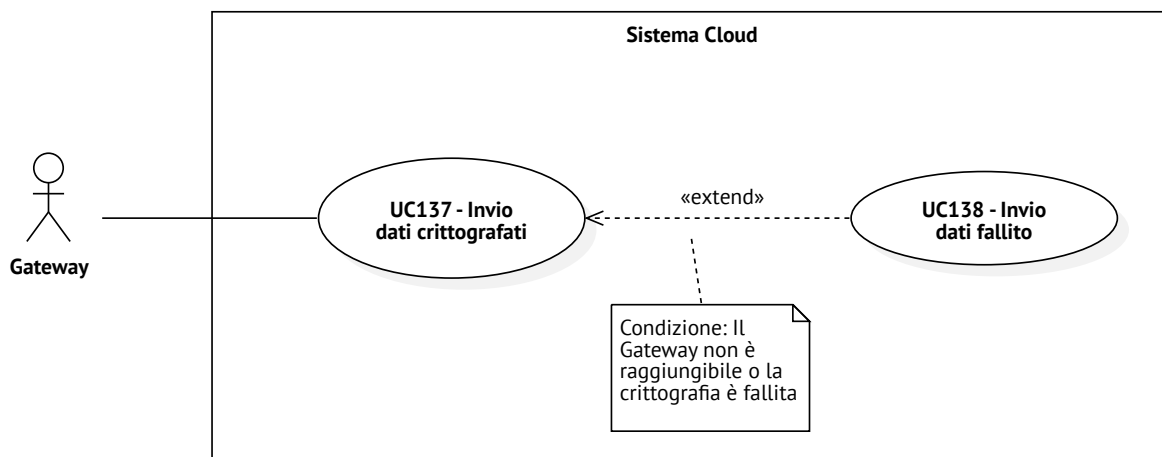 Sistema Cloud
Gateway
UC137 - Invio
dati crittografati
«extend»
UC138 - Invio
dati fallito
Condizione: Il
Gateway non è
raggiungibile o la
crittografia è fallita